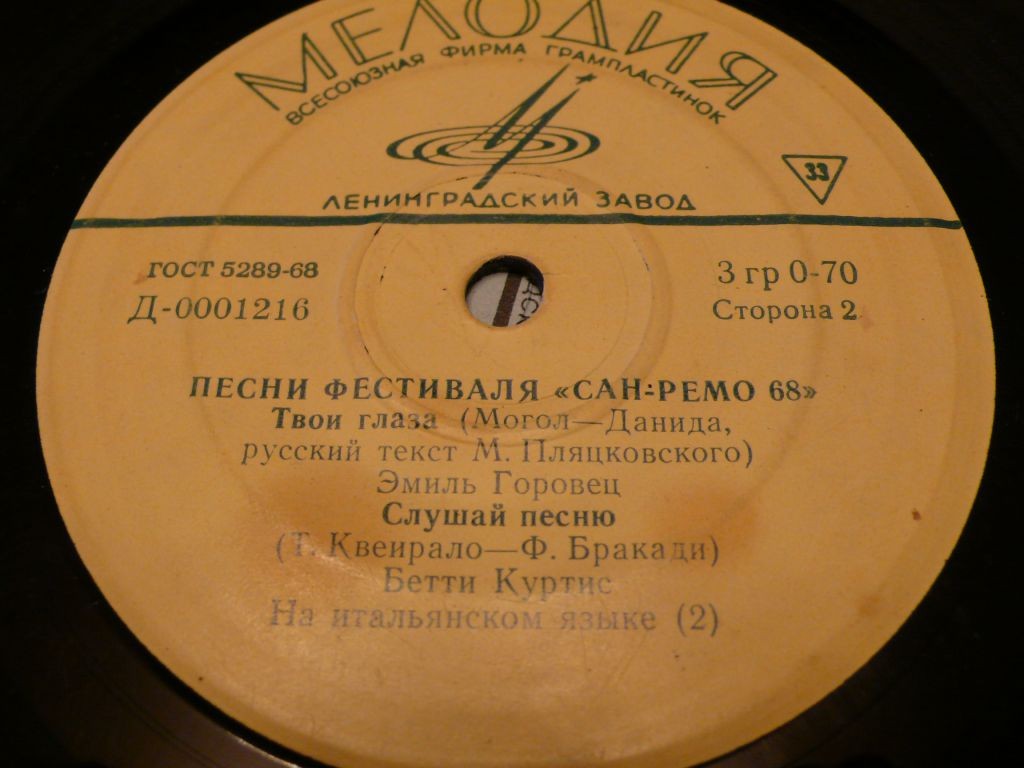 МЕЛОДИЯ
ВСЕСОЮЗНАЯ ФИРМА ГРАМПЛАСТИНОК
33
ЛЕНИНГРАДСКИЙ ЗАВОД
ГОСТ 5289-68
3 гр 0-70
Д-0001216
Сторона 2
ПЕСНИ ФЕСТИВАЛЯ «САН-РЕМО 68»
Твои глаза (Могол—Данида,
русский текст М. Пляцковского)
Эмиль Горовец
Слушай песню
(Т. Квеирало—Ф. Бракади)
Бетти Куртис
На итальянском языке (2)